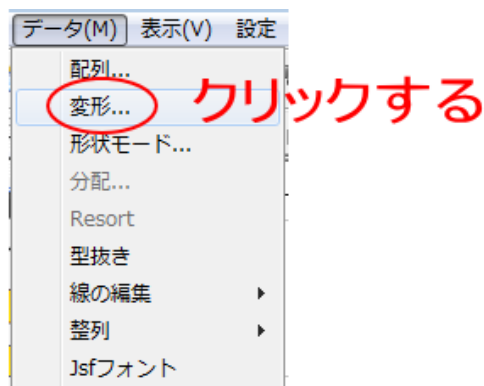 データ(M) 表示(V) 設定
配列...
変形... クリックする
形状モード...
分配...
Resort
型抜き
線の編集
整列
Jsfフォント